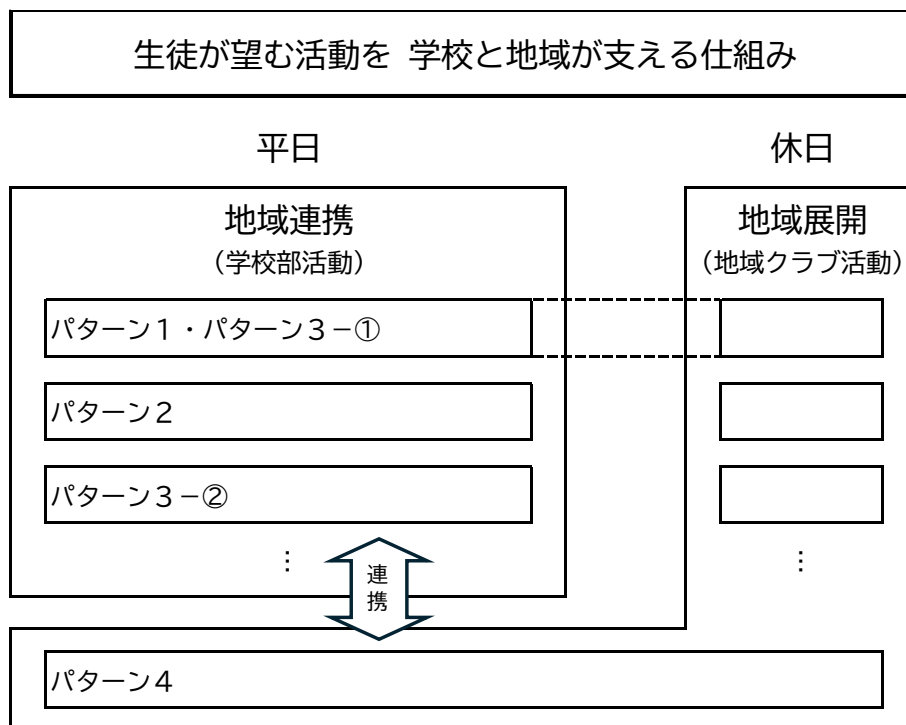 生徒が望む活動を 学校と地域が支える仕組み
平日
休日
地域連携
（学校部活動）
地域展開
（地域クラブ活動）
パターン１・パターン３－①
パターン２
パターン３－②
⋮
⋮
連
携
パターン４